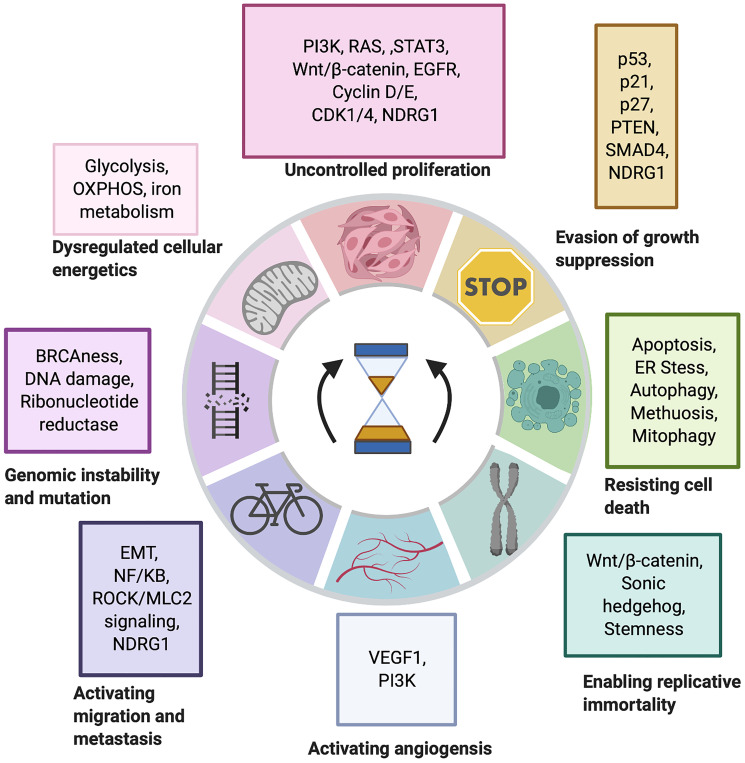 PI3K, RAS, ,STAT3,
Wnt/β-catenin, EGFR,
Cyclin D/E,
CDK1/4, NDRG1
Uncontrolled proliferation
p53,
p21,
p27,
PTEN,
SMAD4,
NDRG1
Evasion of growth
suppression
Glycolysis,
OXPHOS, iron
metabolism
Dysregulated cellular
energetics
STOP
BRCAness,
DNA damage,
Ribonucleotide
reductase
Genomic instability
and mutation
Apoptosis,
ER Stess,
Autophagy,
Methuosis,
Mitophagy
Resisting cell
death
EMT,
NF/KB,
ROCK/MLC2
signaling,
NDRG1
Activating
migration and
metastasis
VEGF1,
PI3K
Activating angiogensis
Wnt/β-catenin,
Sonic
hedgehog,
Stemness
Enabling replicative
immortality